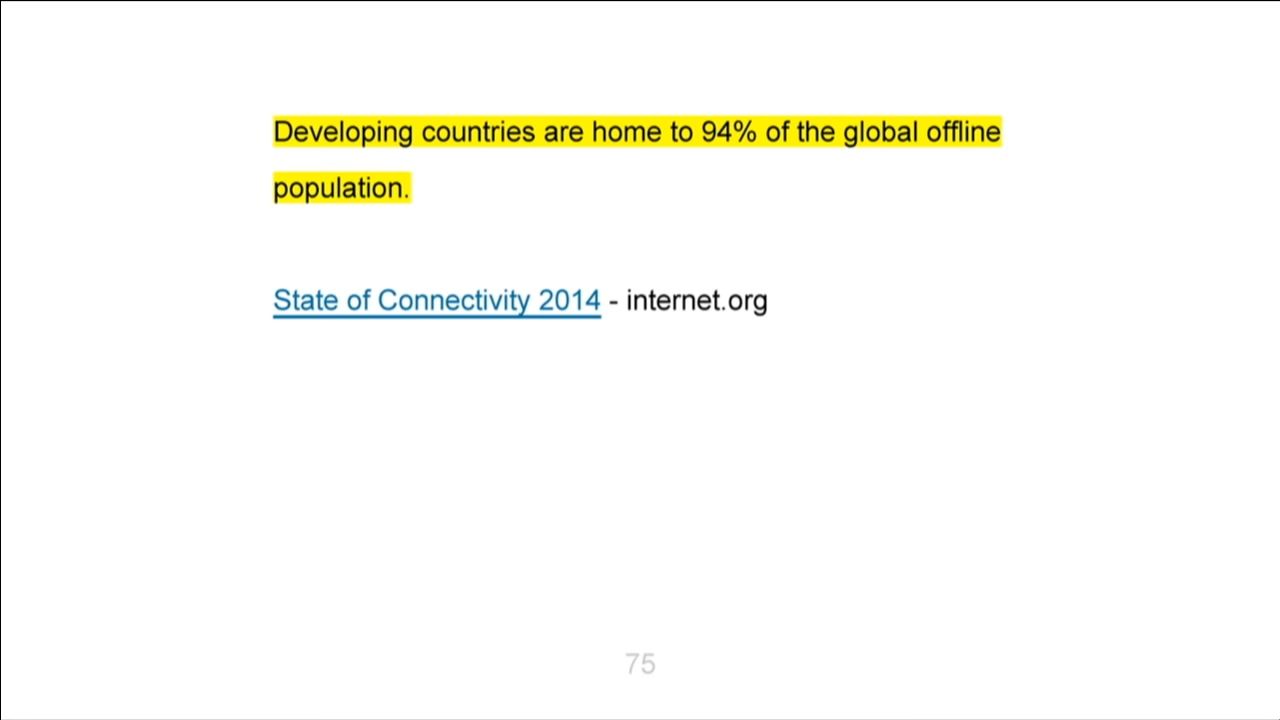 Developing countries are home to 94% of the global offline
population.
State of Connectivity 2014 - internet.org
75